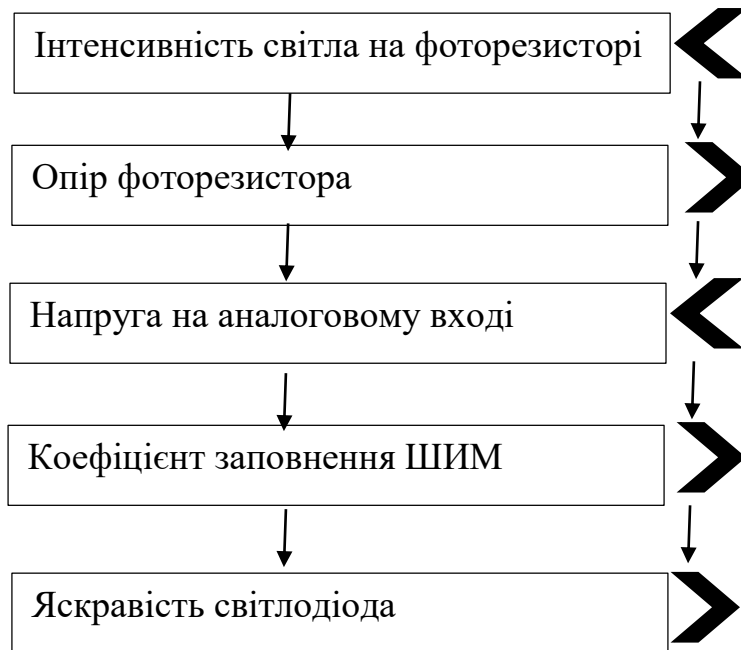 Інтенсивність світла на фоторезисторі
Опір фоторезистора
Напруга на аналоговому вході
Коефіцієнт заповнення ШИМ
Яскравість світлодіода